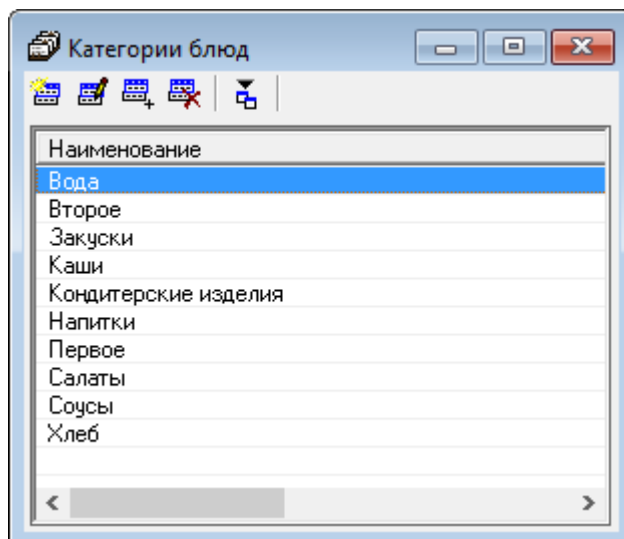 Категории блюд
Наименование
Вода
Второе
Закуски
Каши
Кондитерские изделия
Напитки
Первое
Салаты
Соусы
Хлеб